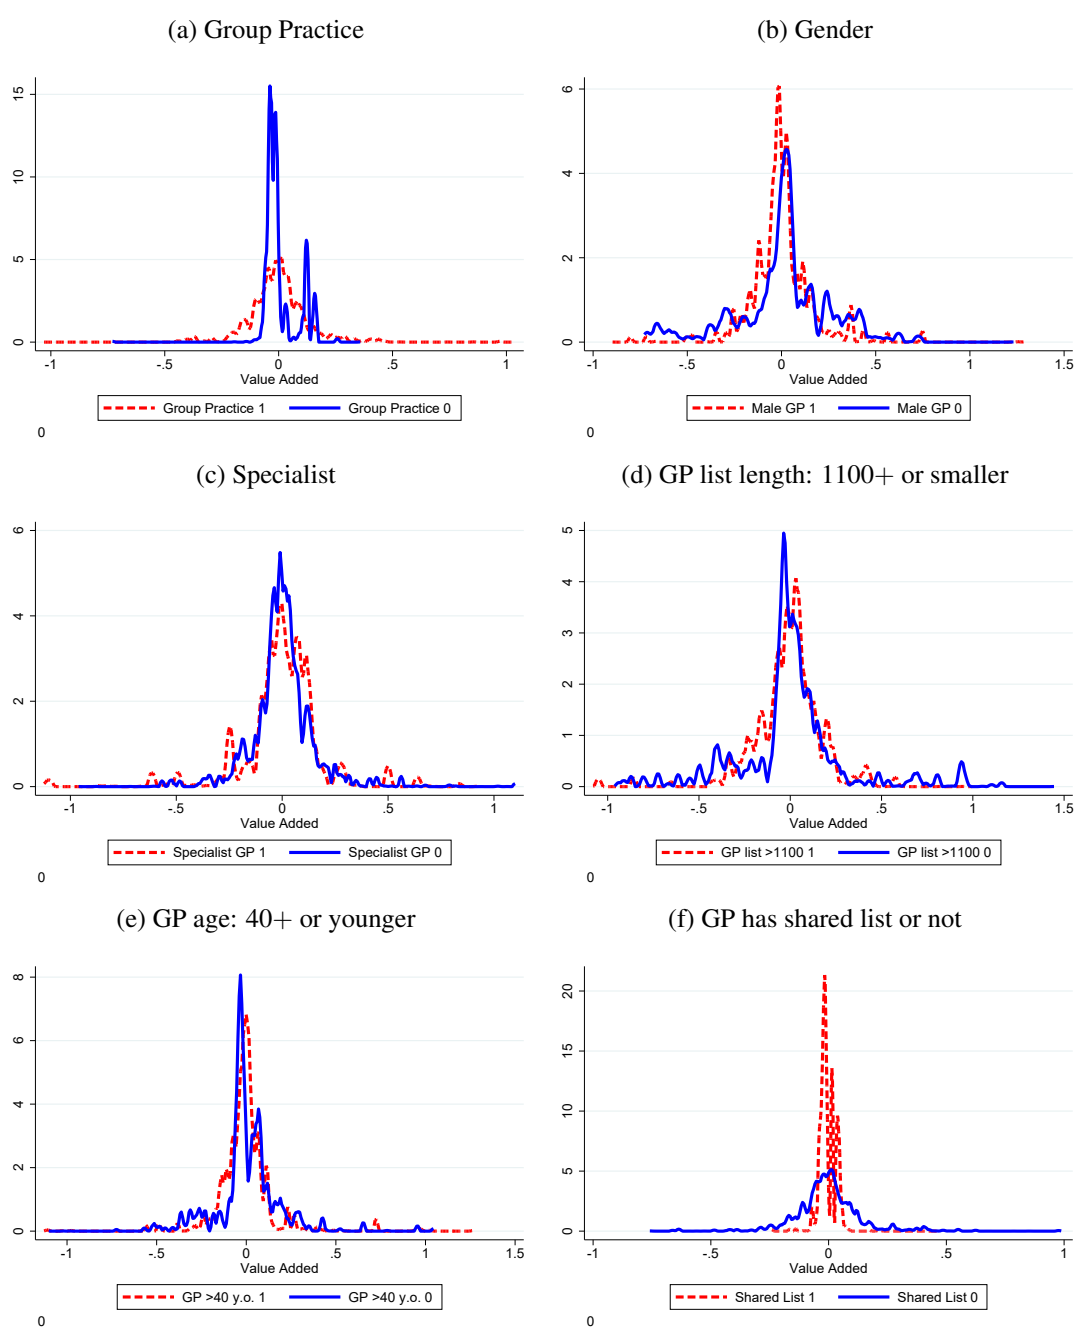 (a) Group Practice
15
10
5
0
-1 -.5 0 .5 1
Value Added
Group Practice 1 Group Practice 0
0
(b) Gender
6
4
2
0
-1 -.5 0 .5 1 1.5
Value Added
Male GP 1 Male GP 0
0
(c) Specialist
6
4
2
0
-1 -.5 0 .5 1
Value Added
Specialist GP 1 Specialist GP 0
0
(d) GP list length: 1100+ or smaller
5
4
3
2
1
0
-1 -.5 0 .5 1 1.5
Value Added
GP list >1100 1 GP list >1100 0
0
(e) GP age: 40+ or younger
8
6
4
2
0
-1 -.5 0 .5 1 1.5
Value Added
GP >40 y.o. 1 GP >40 y.o. 0
0
(f) GP has shared list or not
20
15
10
5
0
-1 -.5 0 .5 1
Value Added
Shared List 1 Shared List 0
0